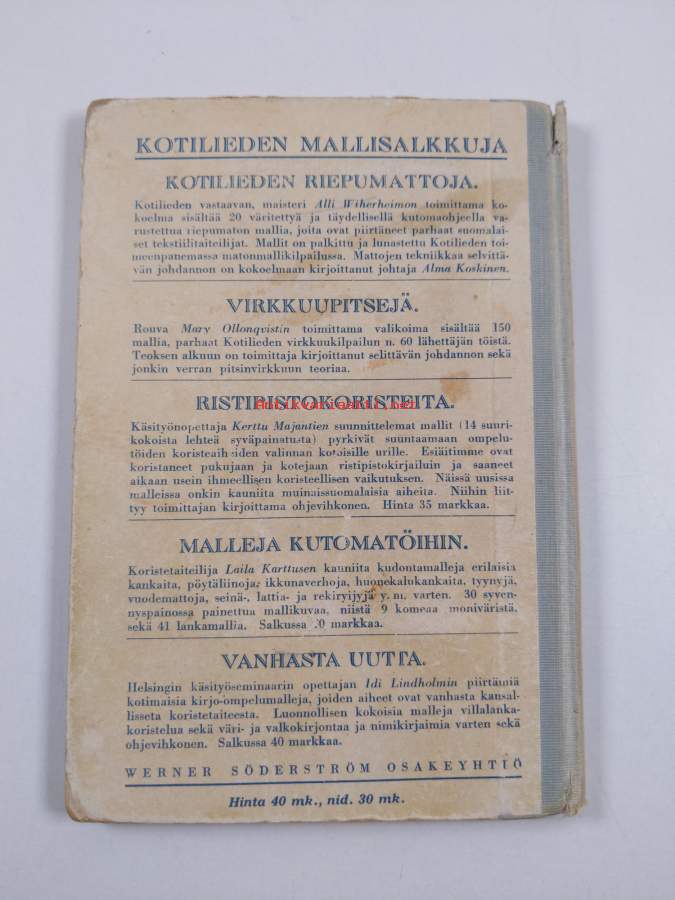 KOTILIEDEN MALLISALKKUJA
KOTILIEDEN RIEPUMATTOJA.
Kotilieden vastaavan, maisteri Alli Wiherheimon toimittama ko-
koelma sisältää 20 väritettyä ja täydellisellä kutomaohjeella va-
rustettua riepumaton mallia, joita ovat piirtäneet parhaat suomalai-
set tekstiilitaiteilijat. Mallit on palkittu ja lunastettu Kotilieden toi-
meenpanemassa matonmallikilpailussa. Mattojen tekniikkaa selvittä-
vän johdannon on kokoelmaan kirjoittanut johtaja Alma Koskinen.
VIRKKUUPITSEJÄ.
Rouva Mary Ollonqvistin toimittama valikoima sisältää 150
mallia, parhaat Kotilieden virkkuukilpailun n. 60 lähettäjän töistä.
Teoksen alkuun on toimittaja kirjoittanut selittävän johdannon sekä
jonkin verran pitsinvirkkuun teoriaa.
RISTIPISTOKORISTEITA.
Käsityönopettaja Kerttu Majantien suunnittelemat mallit (14 suuri-
kokoista lehteä syväpainatusta) pyrkivät suuntaamaan ompelu-
töiden koristeaiheiden valinnan kotoisille urille. Esiäitimme ovat
koristaneet pukujaan ja kotejaan ristipistokirjailuin ja saaneet
aikaan usein ihmeellisen koristeellisen vaikutuksen. Näissä uusissa
malleissa onkin kauniita muinaissuomalaisia aiheita. Niihin liit-
tyy toimittajan kirjoittama ohjevihkonen. Hinta 35 markkaa.
MALLEJA KUTOMATÖIHIN.
Koristetaiteilija Laila Karttusen kauniita kudontamalleja erilaisia
kankaita, pöytäliinoja, ikkunaverhoja, huonekalukankaita, tyynyjä,
vuodemattoja, seinä-, lattia- ja rekiryijyjä y.m. varten. 30 syven-
nyspainossa painettua mallikuvaa, niistä 9 komeaa moniväristä,
sekä 41 lankamallia. Salkussa 0 markkaa.
VANHASTA UUTTA.
Helsingin käsityöseminaarin opettajan Idi Lindholmin piirtämiä
kotimaisia kirjo-ompelumalleja, joiden aiheet ovat vanhasta kansal-
lisesta koristetaiteesta. Luonnollisen kokoisia malleja villalanka-
koristelua sekä väri- ja valkokirjontaa ja nimikirjaimia varten sekä
ohjevihkonen. Salkussa 40 markkaa.
WERNER SÖDERSTRÖM OSAKEYHTIÖ
Hinta 40 mk., nid. 30 mk.